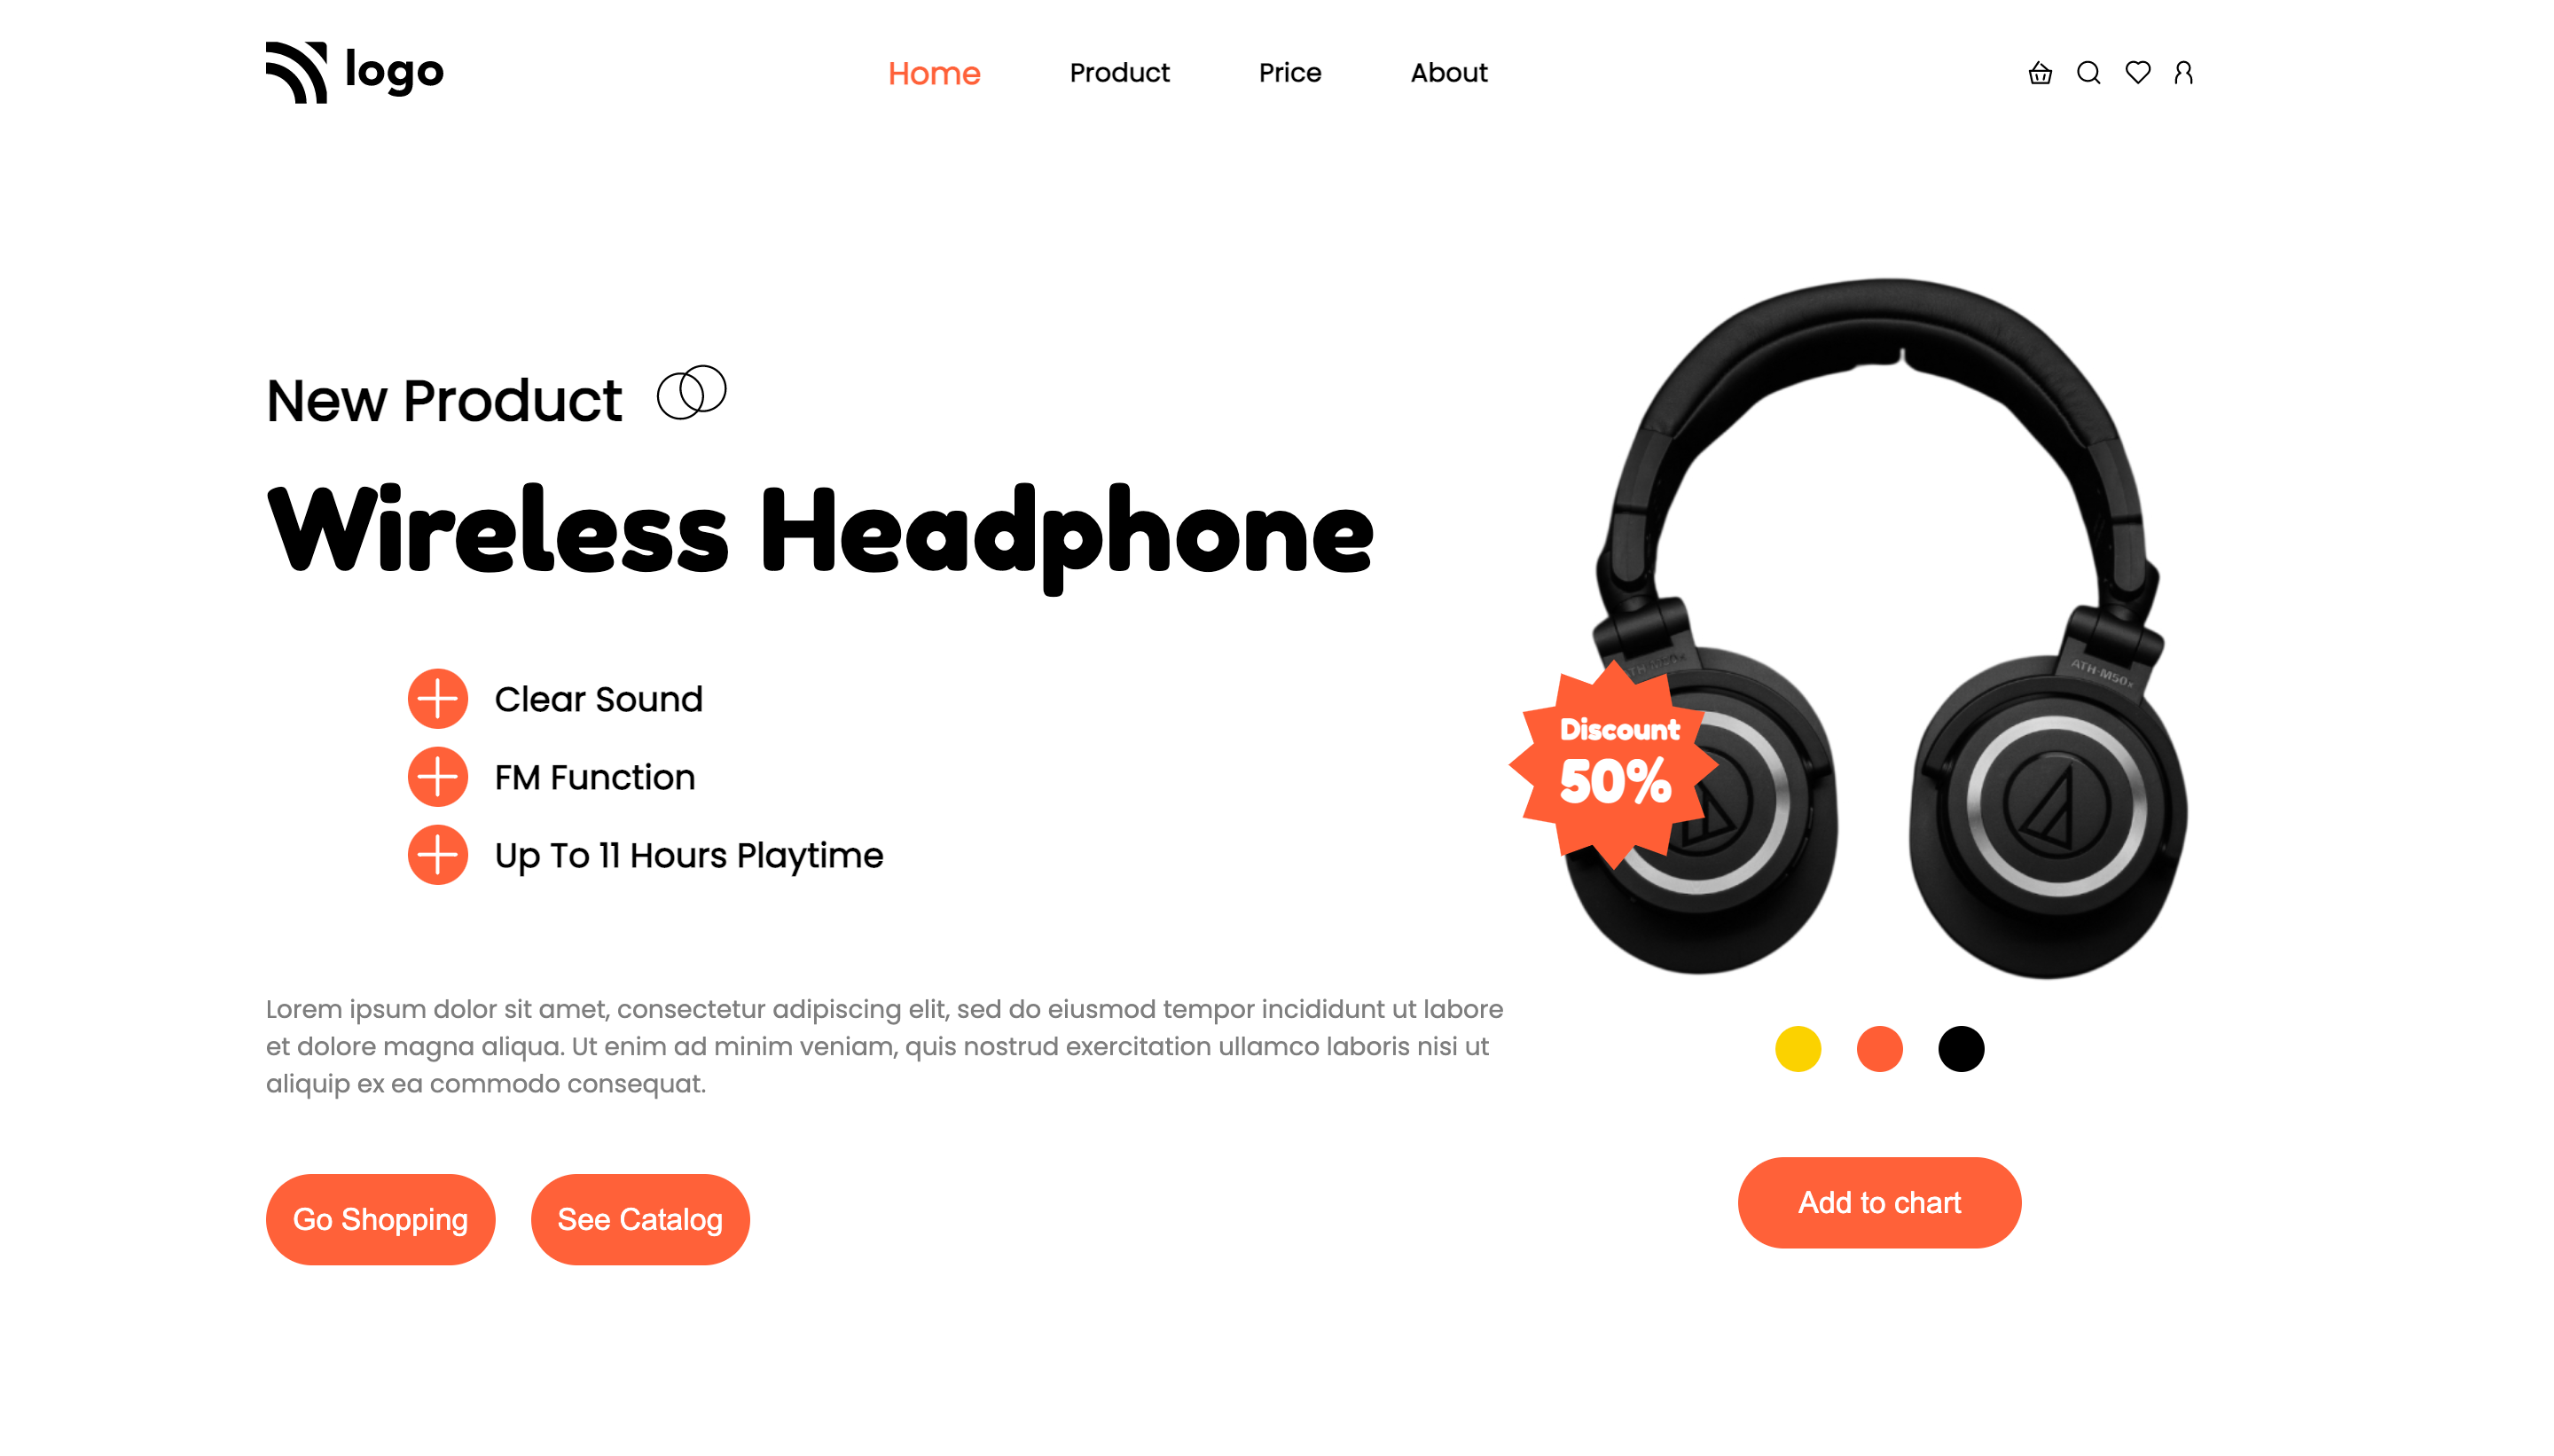 logo
Home
Product
Price
About
New Product
Wireless Headphone
Clear Sound
FM Function
Up To 11 Hours Playtime
Lorem ipsum dolor sit amet, consectetur adipiscing elit, sed do eiusmod tempor incididunt ut labore
et dolore magna aliqua. Ut enim ad minim veniam, quis nostrud exercitation ullamco laboris nisi ut
aliquip ex ea commodo consequat.
Go Shopping
See Catalog
ATH-M50x
Discount
50%
Add to chart